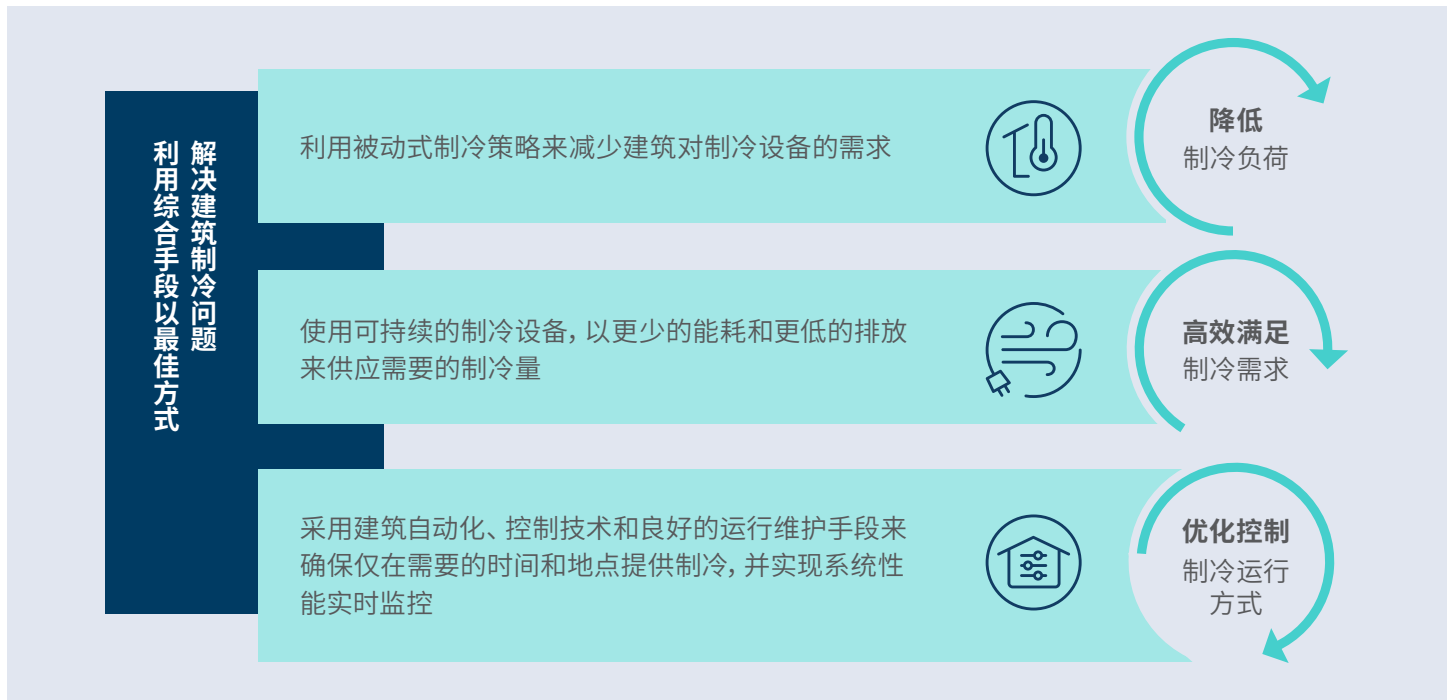 利用综合手段以最佳方式
解决建筑制冷问题
利用被动式制冷策略来减少建筑对制冷设备的需求
降低
制冷负荷
使用可持续的制冷设备，以更少的能耗和更低的排放
来供应需要的制冷量
高效满足
制冷需求
采用建筑自动化、控制技术和良好的运行维护手段来
确保仅在需要的时间和地点提供制冷，并实现系统性
能实时监控
优化控制
制冷运行
方式